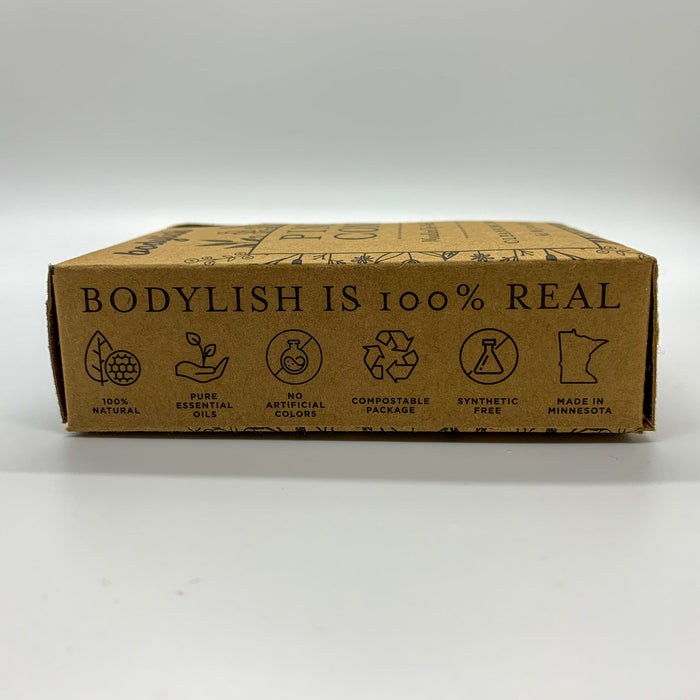 BODYLISH IS 100% REAL
100%
NATURAL
PURE
ESSENTIAL
OILS
NO
ARTIFICIAL
COLORS
COMPOSTABLE
PACKAGE
SYNTHETIC
FREE
MADE IN
MINNESOTA